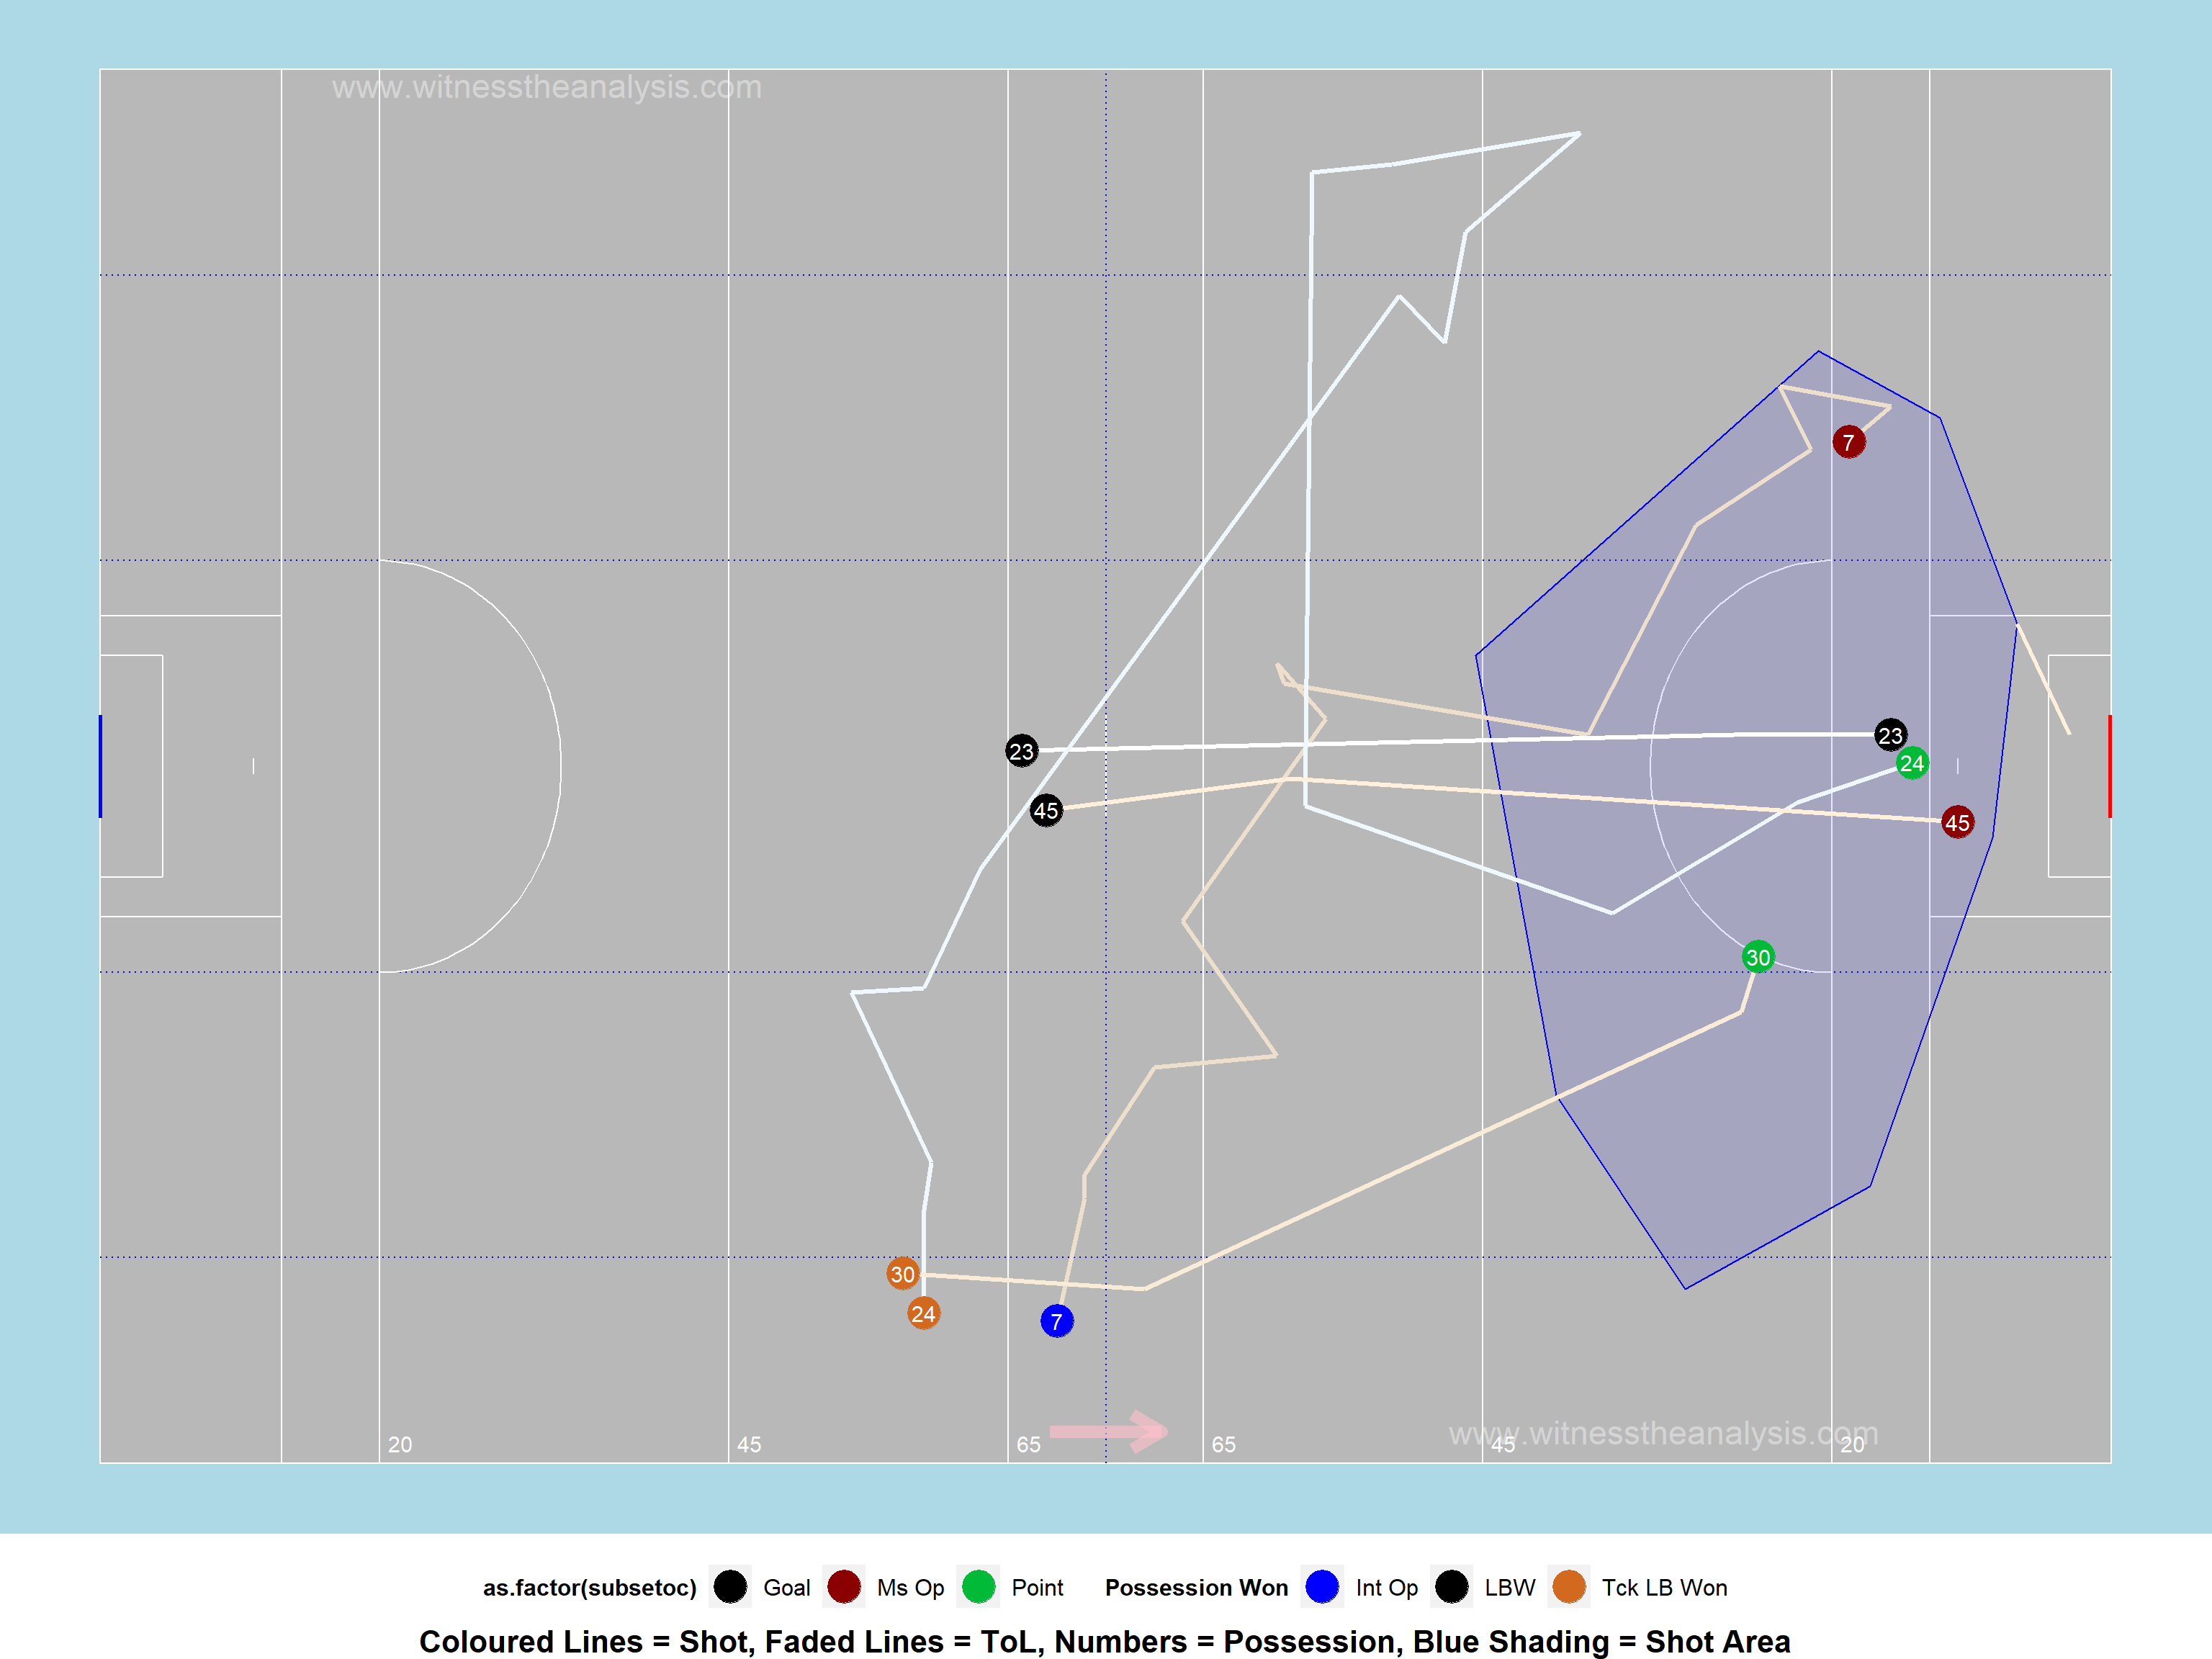 www.witnesstheanalysis.com
7
23
23
24
45
45
30
30
24
7
www.witnesstheanalysis.com
20 45 65 65 45 20
as.factor(subsetoc) Goal Ms Op Point Possession Won Int Op LBW Tck LB Won
Coloured Lines = Shot, Faded Lines = ToL, Numbers = Possession, Blue Shading = Shot Area